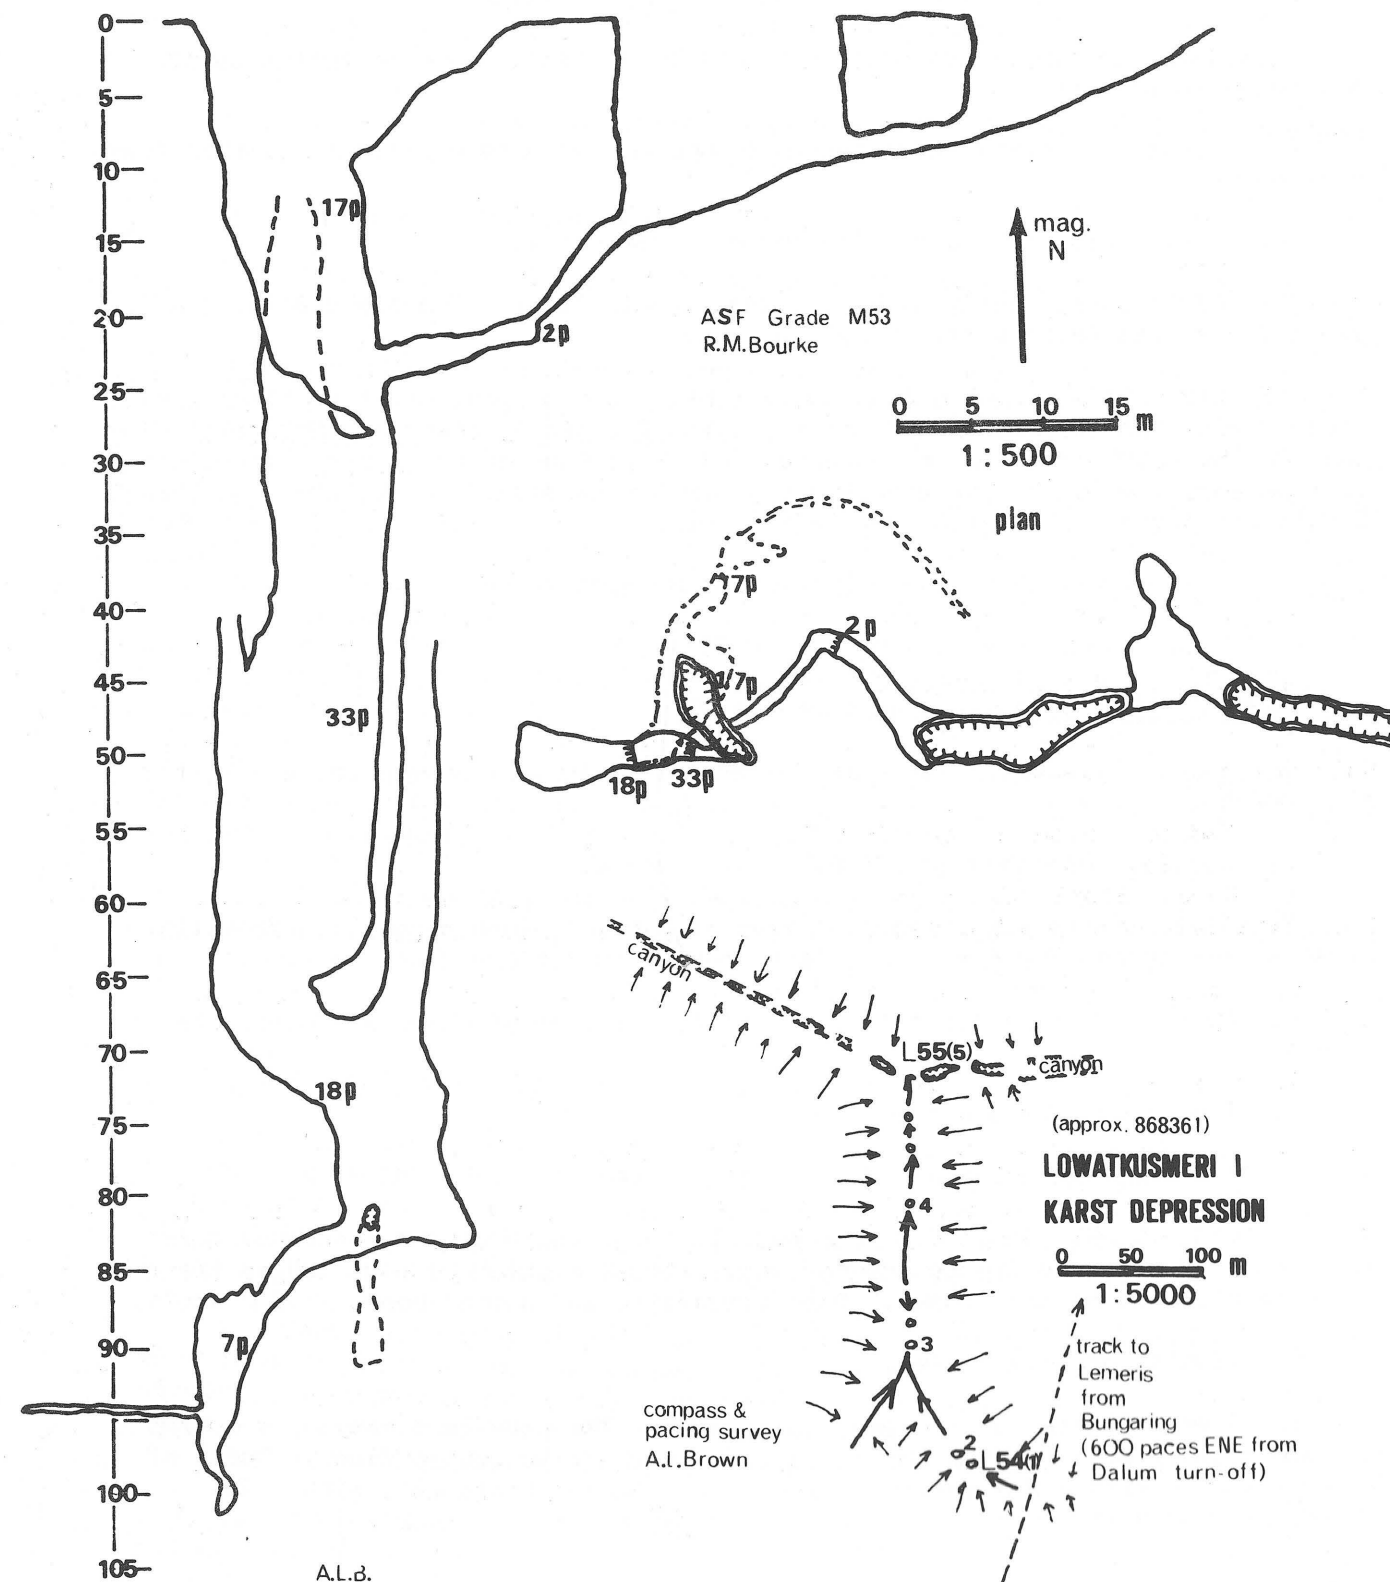 0
5
10
15
20
25
30
35
40
45
50
55
60
65
70
75
80
85
90
100
105
17p
2p
33p
18p
7p
A.L.B.
mag.
N
ASF Grade M53
R.M.Bourke
0 5 10 15 m
1:500
plan
17p
2p
17p
18p
33p
canyon
L55(5)
canyon
4
3
2
L54(1)
(approx. 868361)
LOWATKUSMERI I
KARST DEPRESSION
0 50 100 m
1:5000
track to
Lemeris
from
Bungaring
(600 paces ENE from
Dalum turn-off)
compass &
pacing survey
A.L.Brown